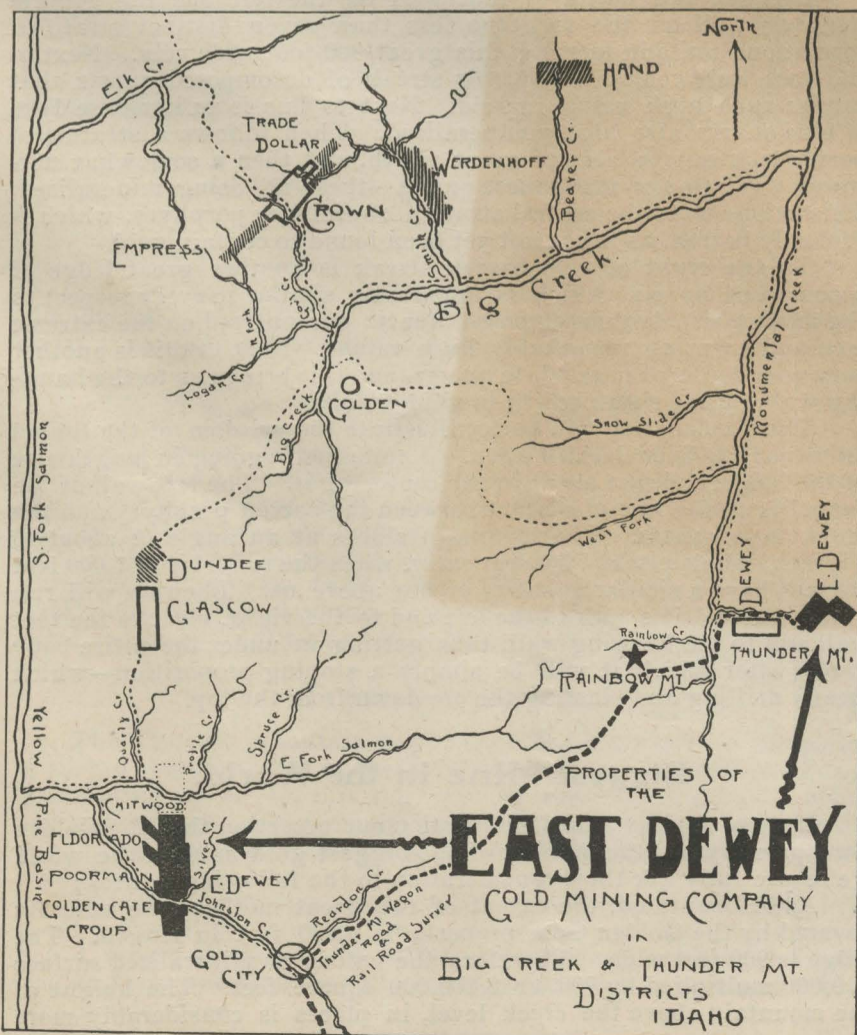 North
Elk Cr
HAND
TRADE
DOLLAR
WERDENHOFF
CROWN
Beaver Cr.
EMPRESS
Smith Cr
BIG Creek
Monumental Creek
Cr
N. Fork
Logan Cr
GOLDEN
Snow Slide Cr
Big Creek
S. Fork Salmon
West Fork
DUNDEE
GLASCOW
DEWEY
E. DEWEY
Rainbow Cr
RAINBOW MT.
THUNDER MT.
Quartz Cr
Profile Cr
Spruce Cr
E Fork Salmon
Yellow
Pine Basin
PROPERTIES OF
THE
EAST DEWEY
GOLD MINING COMPANY
IN
BIG CREEK & THUNDER MT.
DISTRICTS
IDAHO
CHITWOOD
ELDORADO
Silver Cr
POORMAN
E. DEWEY
GOLDEN GATE
GROUP
Johnston Cr
Reardon Cr
GOLD
CITY
Thunder Mt Wagon
Road
&
Rail Road Survey